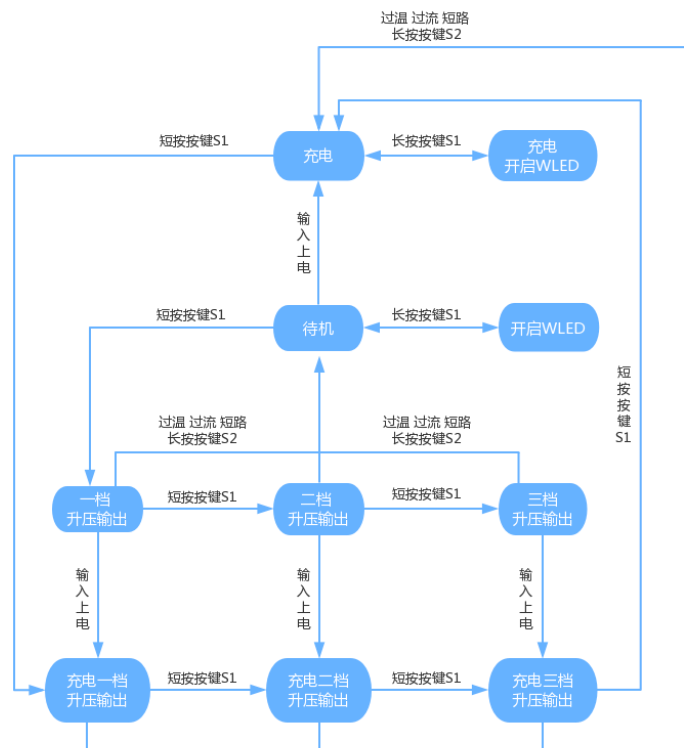 过温 过流 短路
长按按键S2
短按按键S1
充电
长按按键S1
充电
开启WLED
输
入
上
电
短按按键S1
待机
长按按键S1
开启WLED
短
按
按
键
S1
过温 过流 短路
长按按键S2
过温 过流 短路
长按按键S2
一档
升压输出
短按按键S1
二档
升压输出
短按按键S1
三档
升压输出
输
入
上
电
输
入
上
电
输
入
上
电
充电一档
升压输出
短按按键S1
充电二档
升压输出
短按按键S1
充电三档
升压输出